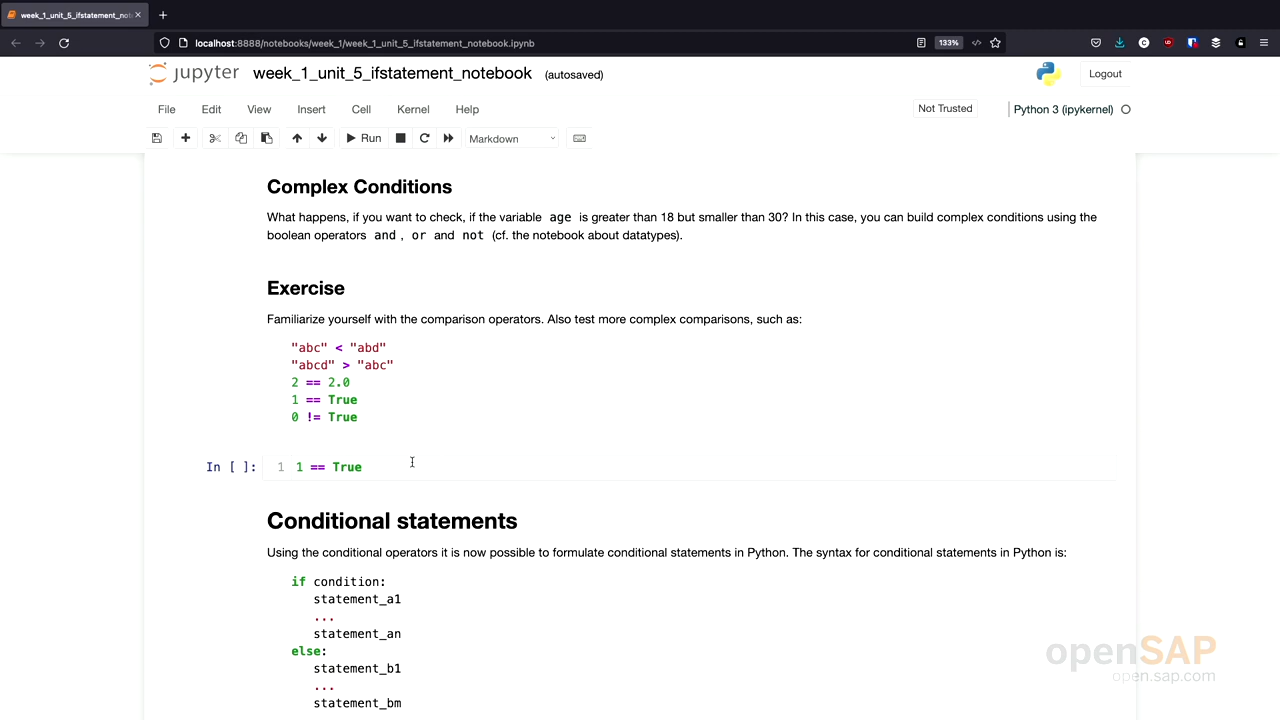 week_1_unit_5_ifstatement_not
localhost:8888/notebooks/week_1/week_1_unit_5_ifstatement_notebook.ipynb
133%
jupyter week_1_unit_5_ifstatement_notebook (autosaved)
Logout
File Edit View Insert Cell Kernel Help
Not Trusted
Python 3 (ipykernel)
Run
Markdown
Complex Conditions
What happens, if you want to check, if the variable age is greater than 18 but smaller than 30? In this case, you can build complex conditions using the
boolean operators and, or and not (cf. the notebook about datatypes).
Exercise
Familiarize yourself with the comparison operators. Also test more complex comparisons, such as:
"abc" < "abd"
"abcd" > "abc"
2 == 2.0
1 == True
0 != True
In [ ]: 1 1 == True
Conditional statements
Using the conditional operators it is now possible to formulate conditional statements in Python. The syntax for conditional statements in Python is:
if condition:
statement_a1
...
statement_an
else:
statement_b1
...
statement_bm
openSAP
open.sap.com